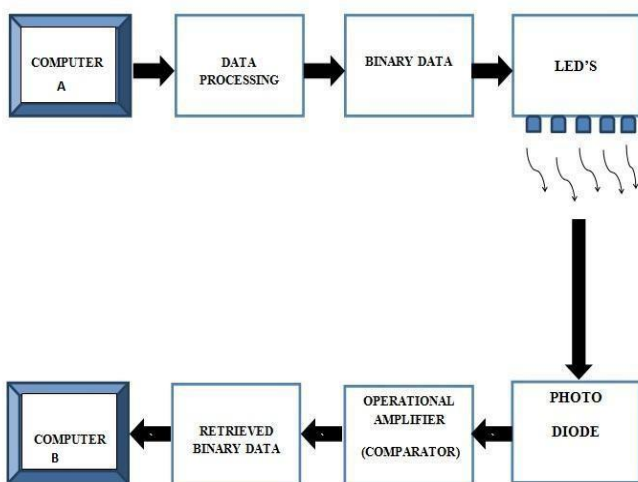 COMPUTER
A
DATA
PROCESSING
BINARY DATA
LED'S
PHOTO
DIODE
OPERATIONAL
AMPLIFIER
(COMPARATOR)
RETRIEVED
BINARY DATA
COMPUTER
B